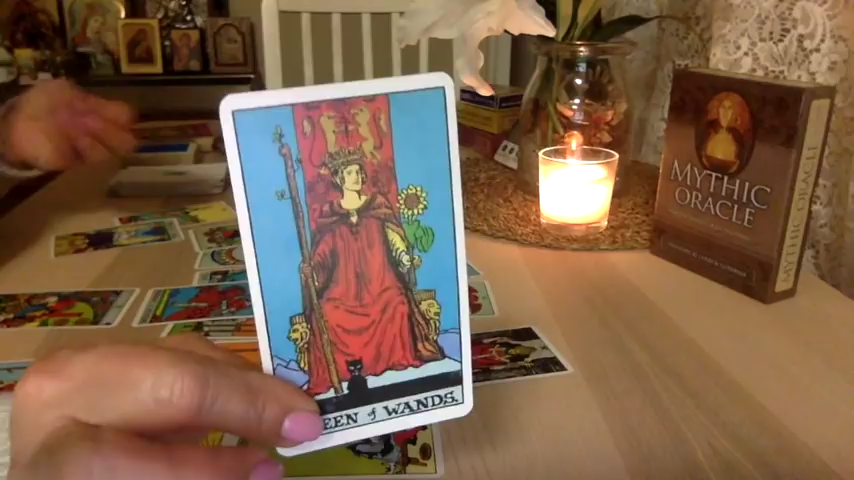 EEN of WANDS.
MYTHIC
ORACLE
MYTHIC ORACLE